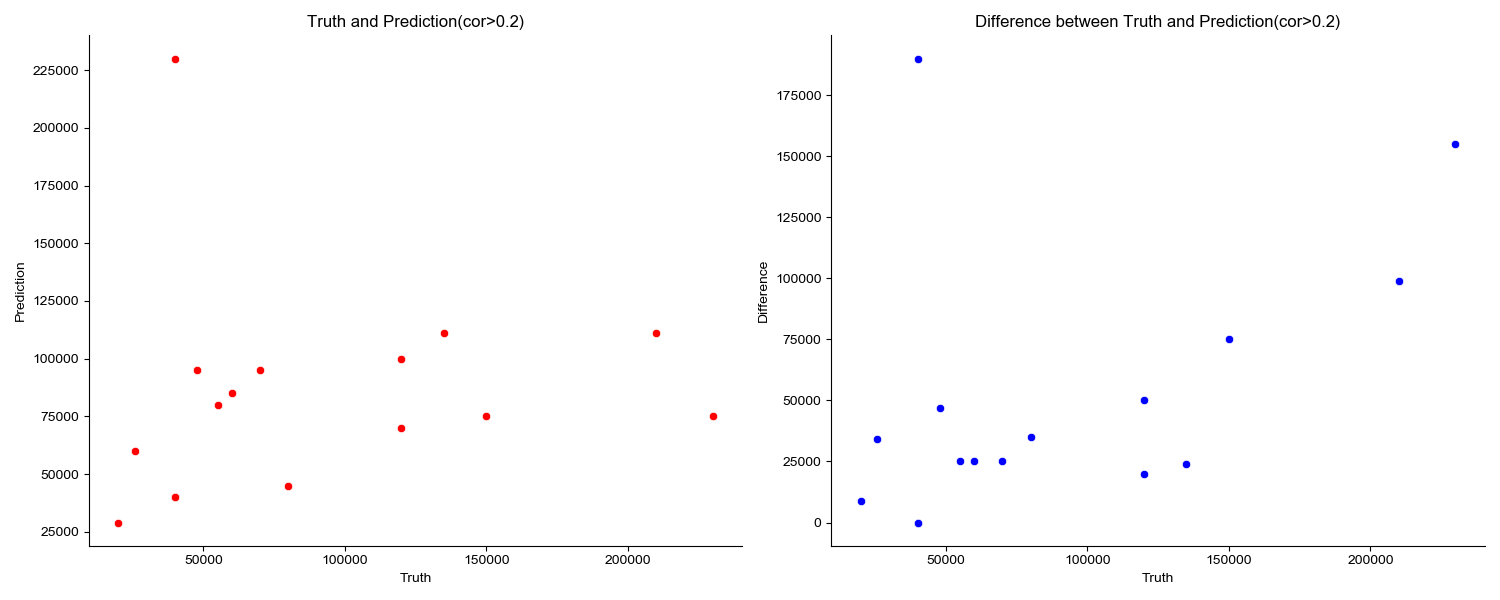 Truth and Prediction(cor>0.2)
225000
200000
175000
150000
125000
100000
75000
50000
25000
Prediction
50000 100000 150000 200000
Truth
Difference between Truth and Prediction(cor>0.2)
175000
150000
125000
100000
75000
50000
25000
0
Difference
50000 100000 150000 200000
Truth